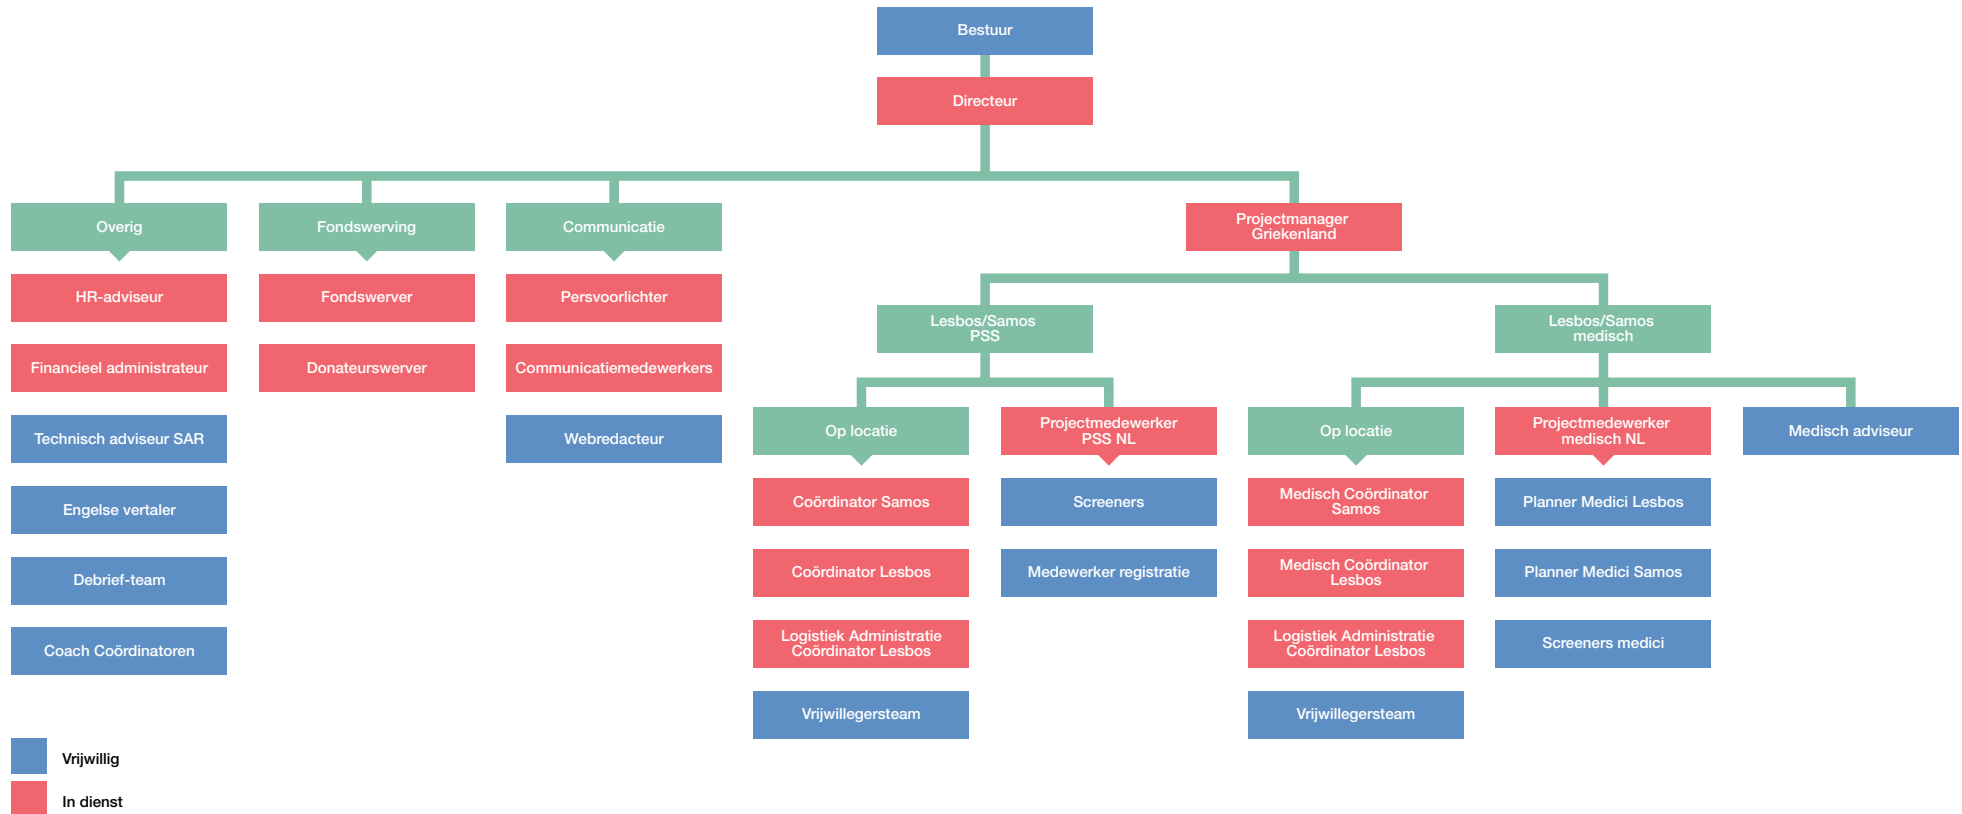 Bestuur
Directeur
Overig
Fondswerving
Communicatie
Projectmanager
Griekenland
HR-adviseur
Fondswerver
Persvoorlichter
Lesbos/Samos
PSS
Lesbos/Samos
medisch
Financieel administrateur
Donateurswerver
Communicatiemedewerkers
Technisch adviseur SAR
Webredacteur
Op locatie
Projectmedewerker
PSS NL
Op locatie
Projectmedewerker
medisch NL
Medisch adviseur
Engelse vertaler
Coördinator Samos
Screeners
Medisch Coördinator
Samos
Planner Medici Lesbos
Debrief-team
Coördinator Lesbos
Medewerker registratie
Medisch Coördinator
Lesbos
Planner Medici Samos
Coach Coördinatoren
Logistiek Administratie
Coördinator Lesbos
Logistiek Administratie
Coördinator Lesbos
Screeners medici
Vrijwillegersteam
Vrijwillegersteam
Vrijwillig
In dienst